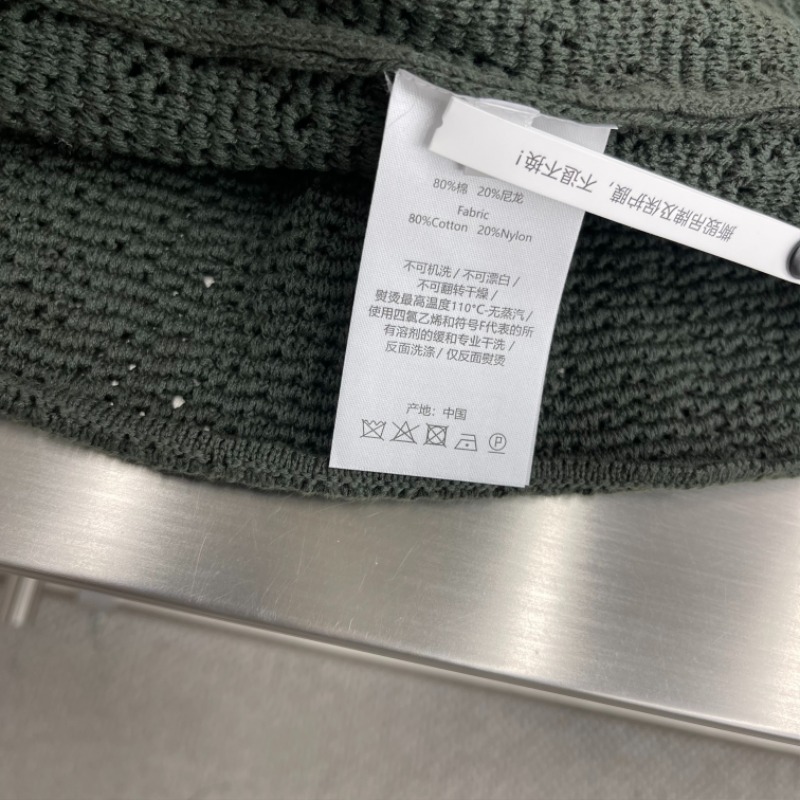 撕毁吊牌及保护膜，不退不换！
80%棉 20%尼龙
Fabric
80%Cotton 20%Nylon
不可机洗 / 不可漂白 /
不可翻转干燥 /
熨烫最高温度110°C-无蒸汽 /
使用四氯乙烯和符号F代表的所
有溶剂的缓和专业干洗 /
反面洗涤 / 仅反面熨烫
产地：中国
P